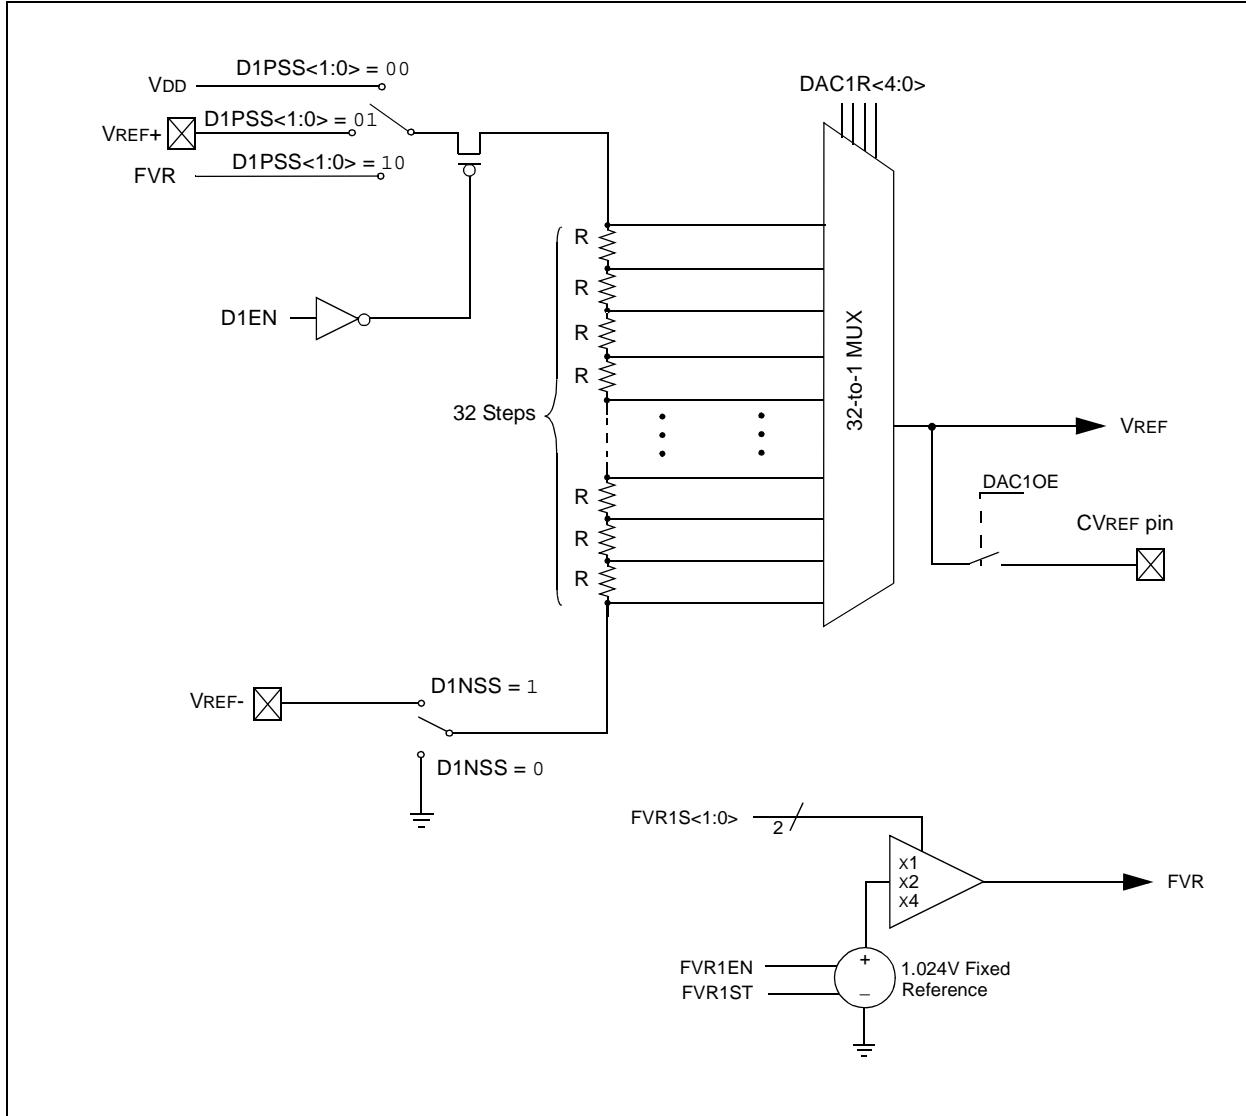 VDD
D1PSS<1:0> = 00
VREF+
D1PSS<1:0> = 01
FVR
D1PSS<1:0> = 10
DAC1R<4:0>
D1EN
R
R
R
R
32 Steps
R
R
R
32-to-1 MUX
VREF
DAC1OE
CVREF pin
VREF-
D1NSS = 1
D1NSS = 0
FVR1S<1:0>
2
x1
x2
x4
FVR
FVR1EN
FVR1ST
+
–
1.024V Fixed
Reference